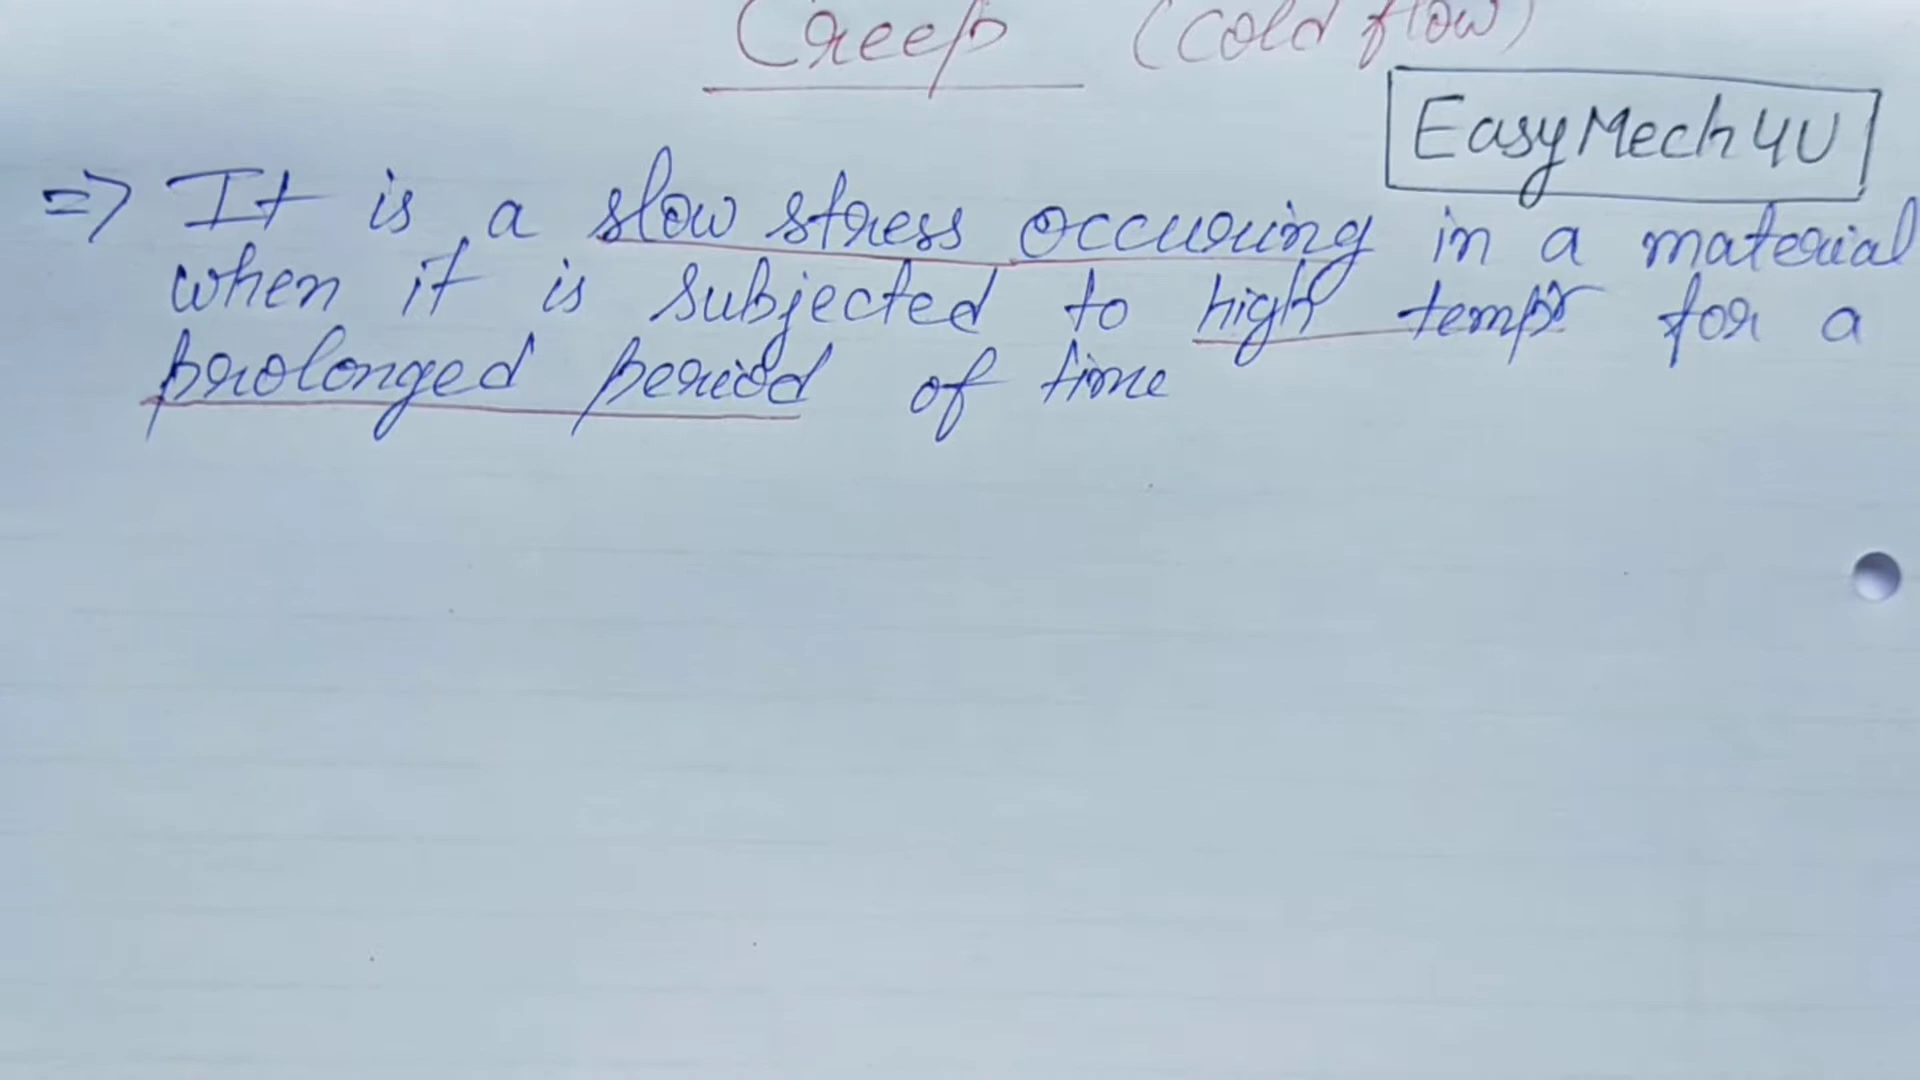 Creep (Cold flow)
EasyMech4U
=> It is a slow stress occuring in a material
when it is subjected to high tempr for a
prolonged period of time